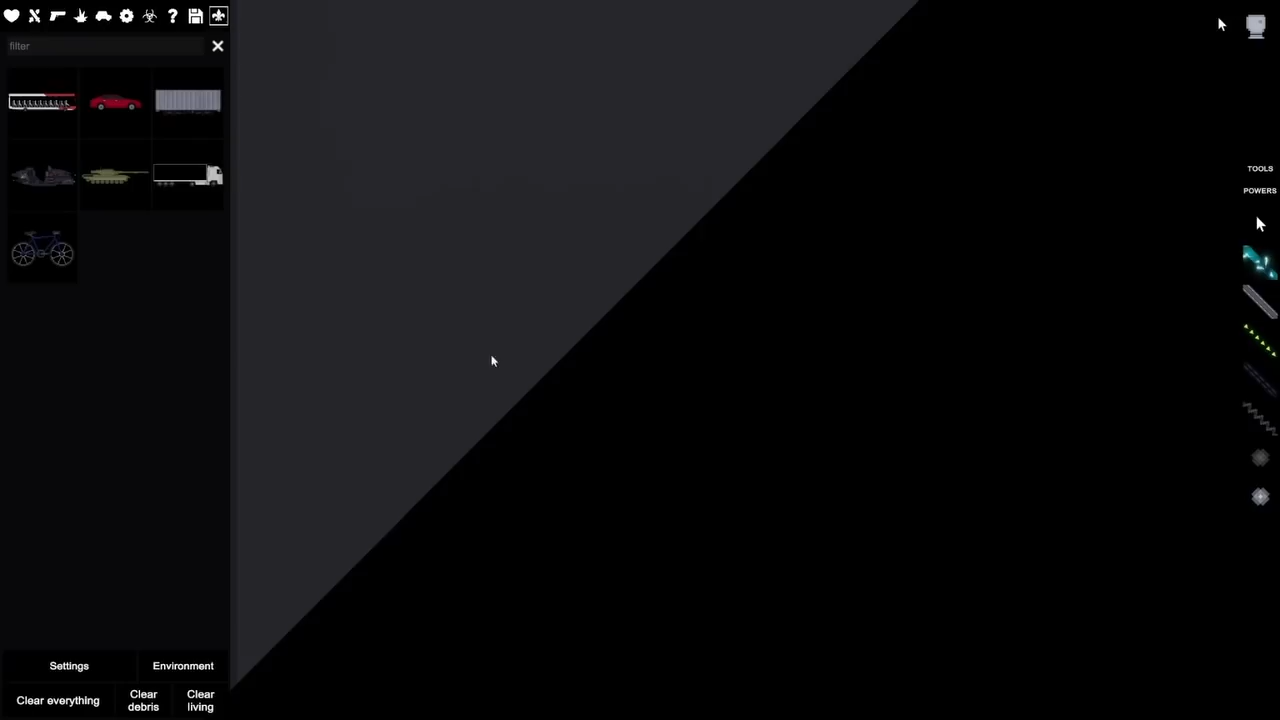 filter
TOOLS
POWERS
Settings
Environment
Clear everything
Clear
debris
Clear
living